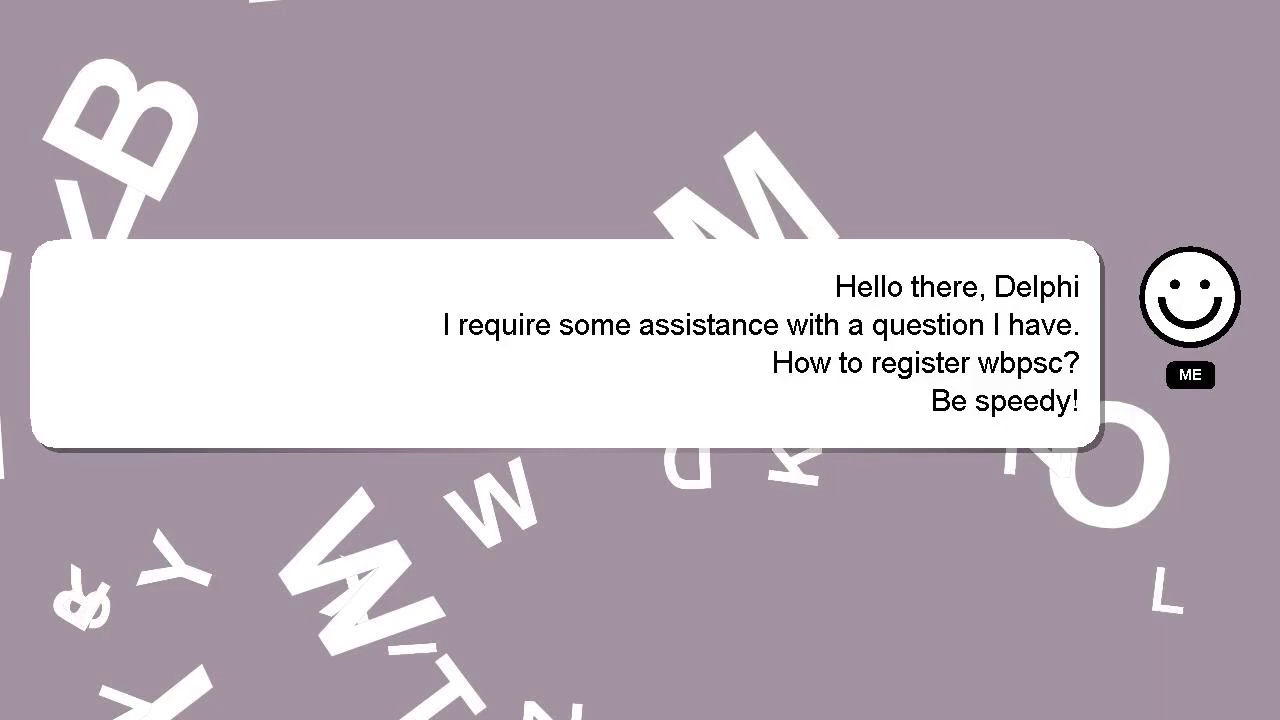 Hello there, Delphi
I require some assistance with a question I have.
How to register wbpsc?
Be speedy!
ME
B
M
O
W
D
K
L
Y
W
T
Z